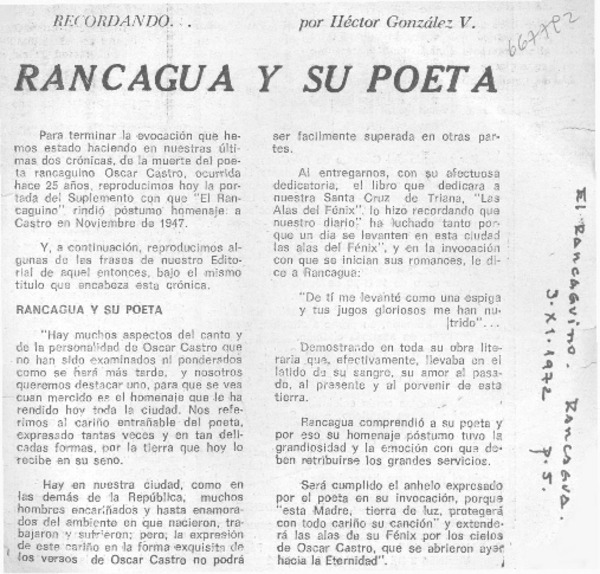 RECORDANDO. . .
por Héctor González V.
667782
RANCAGUA Y SU POETA
Para terminar la evocación que he-
mos estado haciendo en nuestras últi-
mas dos crónicas, de la muerte del poe-
ta rancaguino Oscar Castro, ocurrida
hace 25 años, reproducimos hoy la por-
tada del Suplemento con que "El Ran-
caguino" rindió póstumo homenaje a
Castro en Noviembre de 1947.
Y, a continuación, reproducimos al-
gunas de las frases de nuestro Edito-
rial de aquel entonces, bajo el mismo
título que encabeza esta crónica.
RANCAGUA Y SU POETA
"Hay muchos aspectos del canto y
de la personalidad de Oscar Castro que
no han sido examinados ni ponderados
como se hará más tarde, y nosotros
queremos destacar uno, para que se vea
cuan mercido es el homenaje que le ha
rendido hoy toda la ciudad. Nos refe-
rimos al cariño entrañable del poeta,
expresado tantas veces y en tan deli-
cadas formas, por la tierra que hoy lo
recibe en su seno.
Hay en nuestra ciudad, como en
las demás de la República, muchos
hombres encariñados y hasta enamora-
dos del ambiente en que nacieron, tra-
bajaron y sufrieron; pero, la expresión
de este cariño en la forma exquisita de
los versos de Oscar Castro no podrá
ser facilmente superada en otras par-
tes.
Al entregarnos, con su afectuosa
dedicatoria, el libro que dedicara a
nuestra Santa Cruz de Triana, "Las
Alas del Fénix", lo hizo recordando que
nuestro diario" ha luchado tanto por-
que un día se levanten en esta ciudad
las alas del Fénix", y en la invocación
con que se inician sus romances, le di-
ce a Rancagua:
"De tí me levanté como una espiga
y tus jugos gloriosos me han nu-
|trido"...
Demostrando en toda su obra lite-
raria que, efectivamente, llevaba en el
latido de su sangre, su amor al pasa-
do, al presente y al porvenir de esta
tierra.
Rancagua comprendió a su poeta y
por eso su homenaje póstumo tuvo la
grandiosidad y la emoción con que de-
ben retribuirse los grandes servicios.
Será cumplido el anhelo expresado
por el poeta en su invocación, porque
"esta Madre, tierra de luz, protegerá
con todo cariño su canción" y extende-
rá las alas de su Fénix por los cielos
de Oscar Castro, que se abrieron ayer
hacia la Eternidad".
El Rancaguino. Rancagua.
3.XI.1972 p.5.